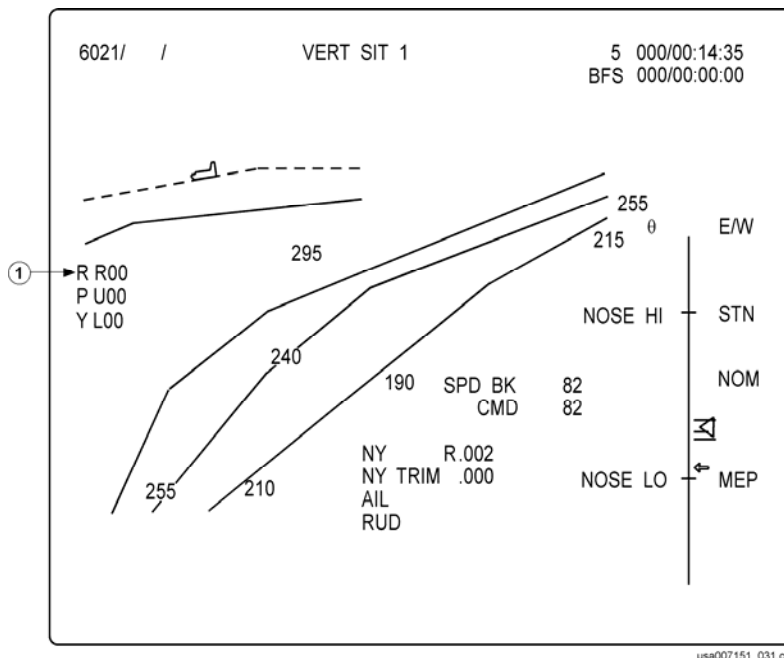 6021/ / VERT SIT 1 5 000/00:14:35
BFS 000/00:00:00
255
215 θ E/W
295
1 R R00
P U00
Y L00
NOSE HI STN
240
190 SPD BK 82
CMD 82
NOM
NY R.002
NY TRIM .000
AIL
RUD
NOSE LO MEP
255 210